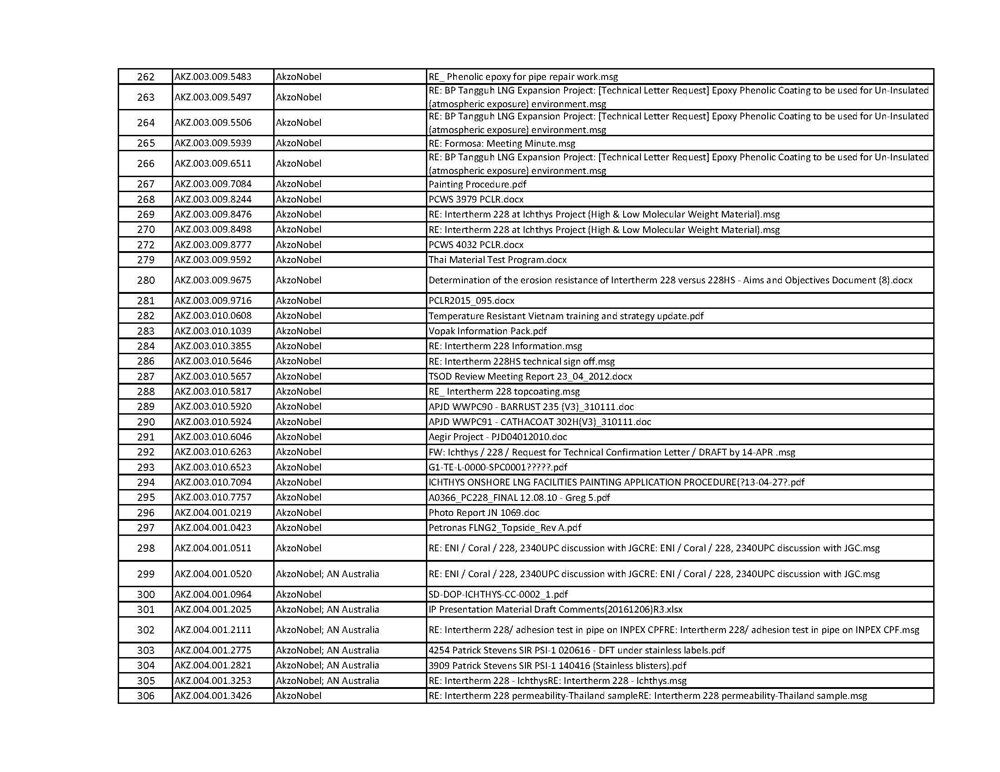 262 AKZ.003.009.5483 AkzoNobel RE_ Phenolic epoxy for pipe repair work.msg
263 AKZ.003.009.5497 AkzoNobel RE: BP Tangguh LNG Expansion Project: [Technical Letter Request] Epoxy Phenolic Coating to be used for Un-Insulated
(atmospheric exposure) environment.msg
264 AKZ.003.009.5506 AkzoNobel RE: BP Tangguh LNG Expansion Project: [Technical Letter Request] Epoxy Phenolic Coating to be used for Un-Insulated
(atmospheric exposure) environment.msg
265 AKZ.003.009.5939 AkzoNobel RE: Formosa: Meeting Minute.msg
266 AKZ.003.009.6511 AkzoNobel RE: BP Tangguh LNG Expansion Project: [Technical Letter Request] Epoxy Phenolic Coating to be used for Un-Insulated
(atmospheric exposure) environment.msg
267 AKZ.003.009.7084 AkzoNobel Painting Procedure.pdf
268 AKZ.003.009.8244 AkzoNobel PCWS 3979 PCLR.docx
269 AKZ.003.009.8476 AkzoNobel RE: Intertherm 228 at Ichthys Project (High & Low Molecular Weight Material).msg
270 AKZ.003.009.8498 AkzoNobel RE: Intertherm 228 at Ichthys Project (High & Low Molecular Weight Material).msg
272 AKZ.003.009.8777 AkzoNobel PCWS 4032 PCLR.docx
279 AKZ.003.009.9592 AkzoNobel Thai Material Test Program.docx
280 AKZ.003.009.9675 AkzoNobel Determination of the erosion resistance of Intertherm 228 versus 228HS - Aims and Objectives Document (8).docx
281 AKZ.003.009.9716 AkzoNobel PCLR2015_095.docx
282 AKZ.003.010.0608 AkzoNobel Temperature Resistant Vietnam training and strategy update.pdf
283 AKZ.003.010.1039 AkzoNobel Vopak Information Pack.pdf
284 AKZ.003.010.3855 AkzoNobel RE: Intertherm 228 Information.msg
286 AKZ.003.010.5646 AkzoNobel RE: Intertherm 228HS technical sign off.msg
287 AKZ.003.010.5657 AkzoNobel TSOD Review Meeting Report 23_04_2012.docx
288 AKZ.003.010.5817 AkzoNobel RE_ Intertherm 228 topcoating.msg
289 AKZ.003.010.5920 AkzoNobel APJD WWPC90 - BARRUST 235 (V3)_310111.doc
290 AKZ.003.010.5924 AkzoNobel APJD WWPC91 - CATHACOAT 302H(V3)_310111.doc
291 AKZ.003.010.6046 AkzoNobel Aegir Project - PJD04012010.doc
292 AKZ.003.010.6263 AkzoNobel FW: Ichthys / 228 / Request for Technical Confirmation Letter / DRAFT by 14-APR .msg
293 AKZ.003.010.6523 AkzoNobel G1-TE-L-0000-SPC0001?????.pdf
294 AKZ.003.010.7094 AkzoNobel ICHTHYS ONSHORE LNG FACILITIES PAINTING APPLICATION PROCEDURE(?13-04-27?.pdf
295 AKZ.003.010.7757 AkzoNobel A0366_PC228_FINAL 12.08.10 - Greg 5.pdf
296 AKZ.004.001.0219 AkzoNobel Photo Report JN 1069.doc
297 AKZ.004.001.0423 AkzoNobel Petronas FLNG2_Topside_Rev A.pdf
298 AKZ.004.001.0511 AkzoNobel RE: ENI / Coral / 228, 2340UPC discussion with JGCRE: ENI / Coral / 228, 2340UPC discussion with JGC.msg
299 AKZ.004.001.0520 AkzoNobel; AN Australia RE: ENI / Coral / 228, 2340UPC discussion with JGCRE: ENI / Coral / 228, 2340UPC discussion with JGC.msg
300 AKZ.004.001.0964 AkzoNobel SD-DOP-ICHTHYS-CC-0002_1.pdf
301 AKZ.004.001.2025 AkzoNobel; AN Australia IP Presentation Material Draft Comments(20161206)R3.xlsx
302 AKZ.004.001.2111 AkzoNobel; AN Australia RE: Intertherm 228/ adhesion test in pipe on INPEX CPFRE: Intertherm 228/ adhesion test in pipe on INPEX CPF.msg
303 AKZ.004.001.2775 AkzoNobel; AN Australia 4254 Patrick Stevens SIR PSI-1 020616 - DFT under stainless labels.pdf
304 AKZ.004.001.2821 AkzoNobel; AN Australia 3909 Patrick Stevens SIR PSI-1 140416 (Stainless blisters).pdf
305 AKZ.004.001.3253 AkzoNobel; AN Australia RE: Intertherm 228 - IchthysRE: Intertherm 228 - Ichthys.msg
306 AKZ.004.001.3426 AkzoNobel RE: Intertherm 228 permeability-Thailand sampleRE: Intertherm 228 permeability-Thailand sample.msg